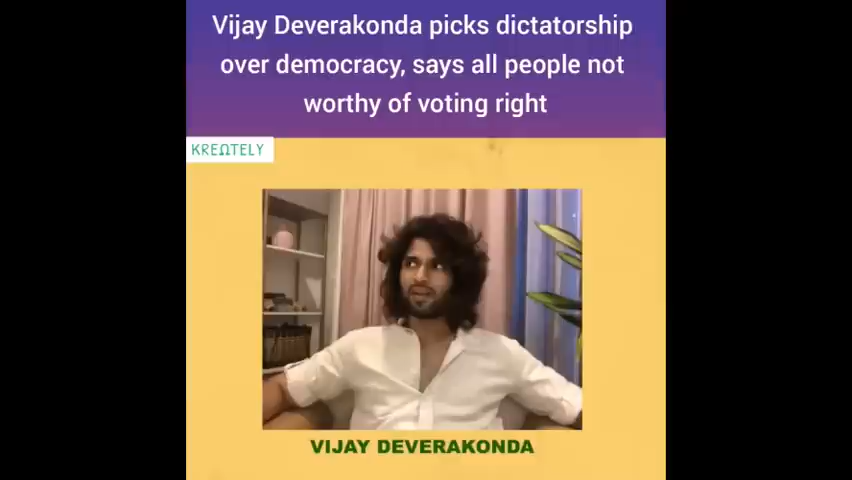 Vijay Deverakonda picks dictatorship
over democracy, says all people not
worthy of voting right
KREΩTELY
VIJAY DEVERAKONDA